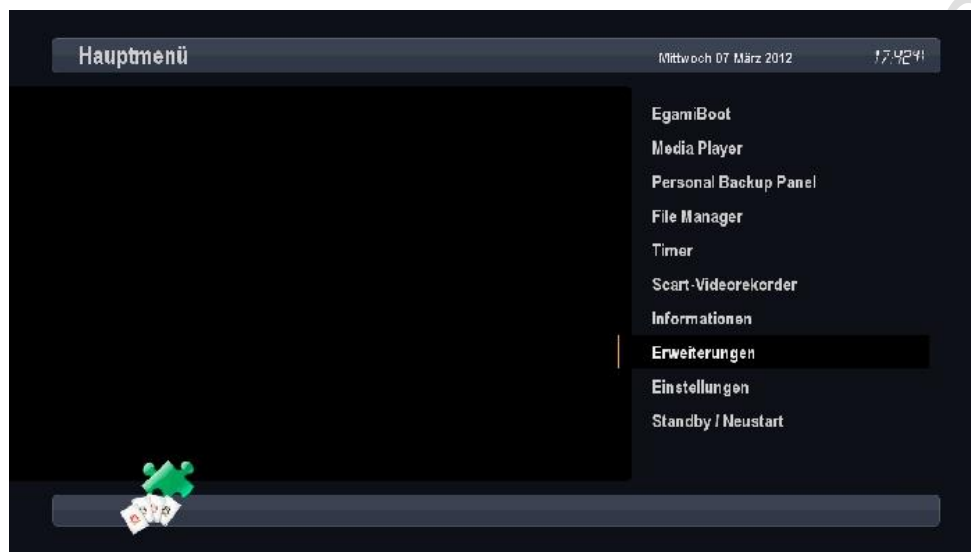 Hauptmenü
Mittwoch 07 März 2012
EgamiBoot
Media Player
Personal Backup Panel
File Manager
Timer
Scart-Videorekorder
Informationen
Erweiterungen
Einstellungen
Standby / Neustart